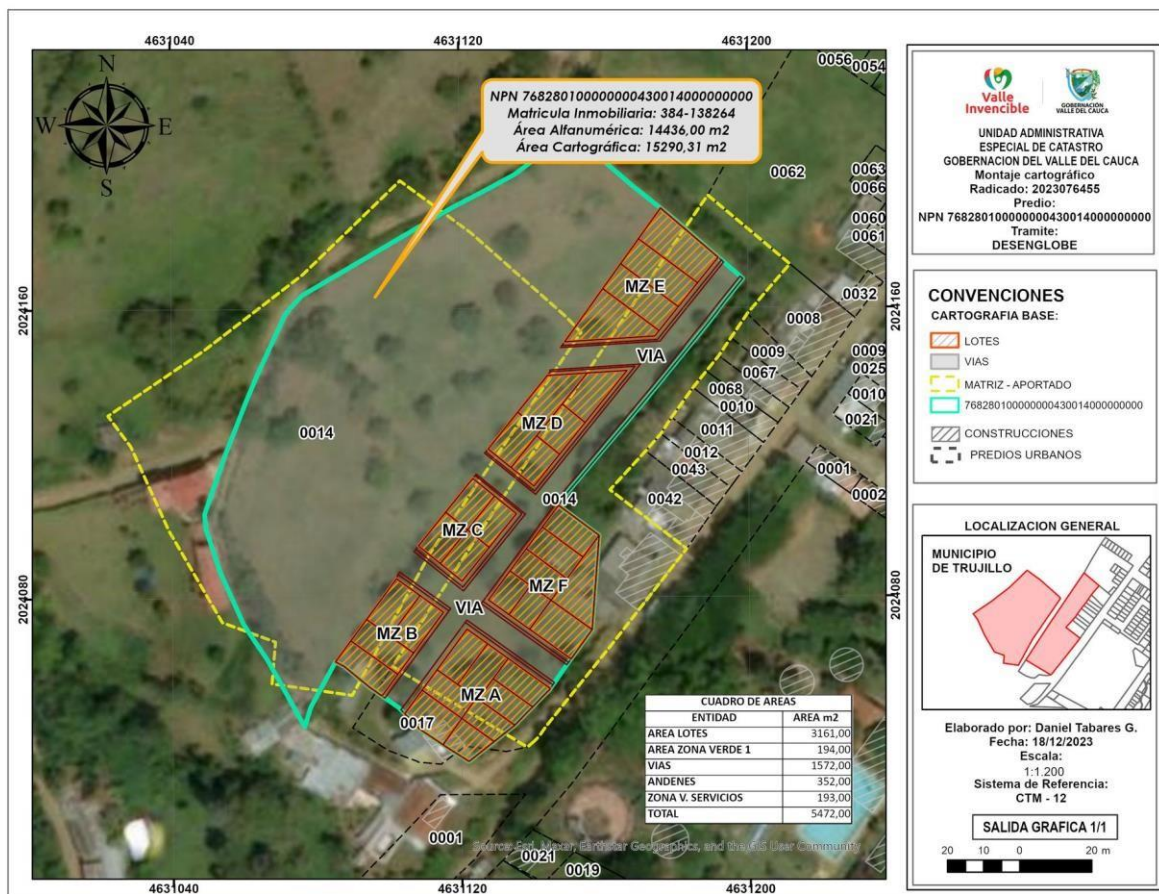 4631040
4631120
4631200
2024160
2024080
2024160
2024080
4631040
4631120
4631200
N
W
E
S
NPN 768280100000000430014000000000
Matricula Inmobiliaria: 384-138264
Área Alfanumérica: 14436,00 m2
Área Cartográfica: 15290,31 m2
0056
0054
0062
0063
0066
0060
0061
0032
0008
0009
0067
0068
0010
0011
0012
0043
0042
0009
0025
0010
0021
0001
0002
0014
MZ E
VIA
MZ D
0014
MZ C
MZ F
VIA
MZ B
MZ A
0017
0001
0021
0019
CUADRO DE AREAS
ENTIDAD AREA m2
AREA LOTES 3161,00
AREA ZONA VERDE 1 194,00
VIAS 1572,00
ANDENES 352,00
ZONA V. SERVICIOS 193,00
TOTAL 5472,00
Source: Esri, Maxar, Earthstar Geographics, and the GIS User Community
Valle
Invencible
GOBERNACIÓN
VALLE DEL CAUCA
UNIDAD ADMINISTRATIVA
ESPECIAL DE CATASTRO
GOBERNACION DEL VALLE DEL CAUCA
Montaje cartográfico
Radicado: 2023076455
Predio:
NPN 768280100000000430014000000000
Tramite:
DESENGLOBE
CONVENCIONES
CARTOGRAFIA BASE:
LOTES
VIAS
MATRIZ - APORTADO
768280100000000430014000000000
CONSTRUCCIONES
PREDIOS URBANOS
LOCALIZACION GENERAL
MUNICIPIO
DE TRUJILLO
Elaborado por: Daniel Tabares G.
Fecha: 18/12/2023
Escala:
1:1.200
Sistema de Referencia:
CTM - 12
SALIDA GRAFICA 1/1
20 10 0 20 m